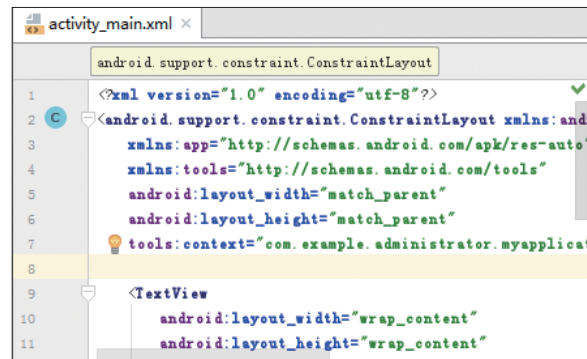 activity_main.xml ×
android.support.constraint.ConstraintLayout
1 <?xml version="1.0" encoding="utf-8"?>
2 C <android.support.constraint.ConstraintLayout xmlns:and
3 xmlns:app="http://schemas.android.com/apk/res-auto"
4 xmlns:tools="http://schemas.android.com/tools"
5 android:layout_width="match_parent"
6 android:layout_height="match_parent"
7 tools:context="com.example.administrator.myapplicat
8
9 <TextView
10 android:layout_width="wrap_content"
11 android:layout_height="wrap_content"